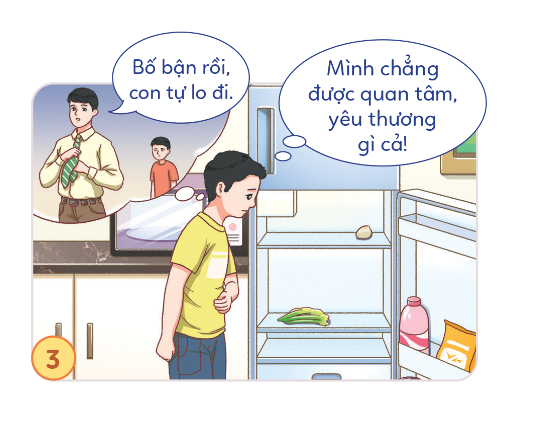 Bố bận rồi,
con tự lo đi.
Mình chẳng
được quan tâm,
yêu thương
gì cả!
3